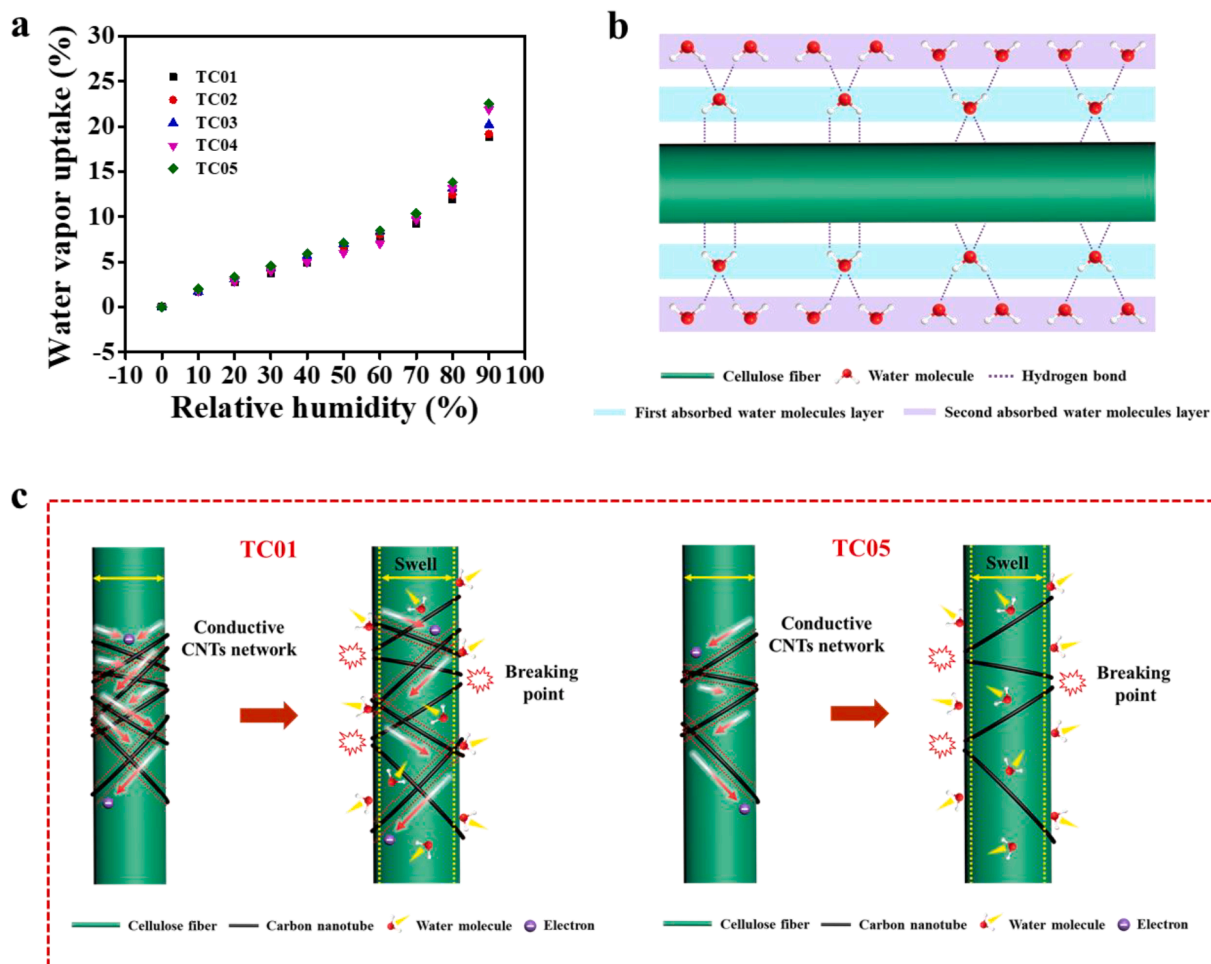 a
Water vapor uptake (%)
30
25
20
15
10
5
0
-5
TC01
TC02
TC03
TC04
TC05
-10 0 10 20 30 40 50 60 70 80 90 100
Relative humidity (%)
b
Cellulose fiber Water molecule Hydrogen bond
First absorbed water molecules layer Second absorbed water molecules layer
c
TC01
Swell
Conductive
CNTs network
Breaking
point
TC05
Swell
Conductive
CNTs network
Breaking
point
Cellulose fiber Carbon nanotube Water molecule Electron
Cellulose fiber Carbon nanotube Water molecule Electron